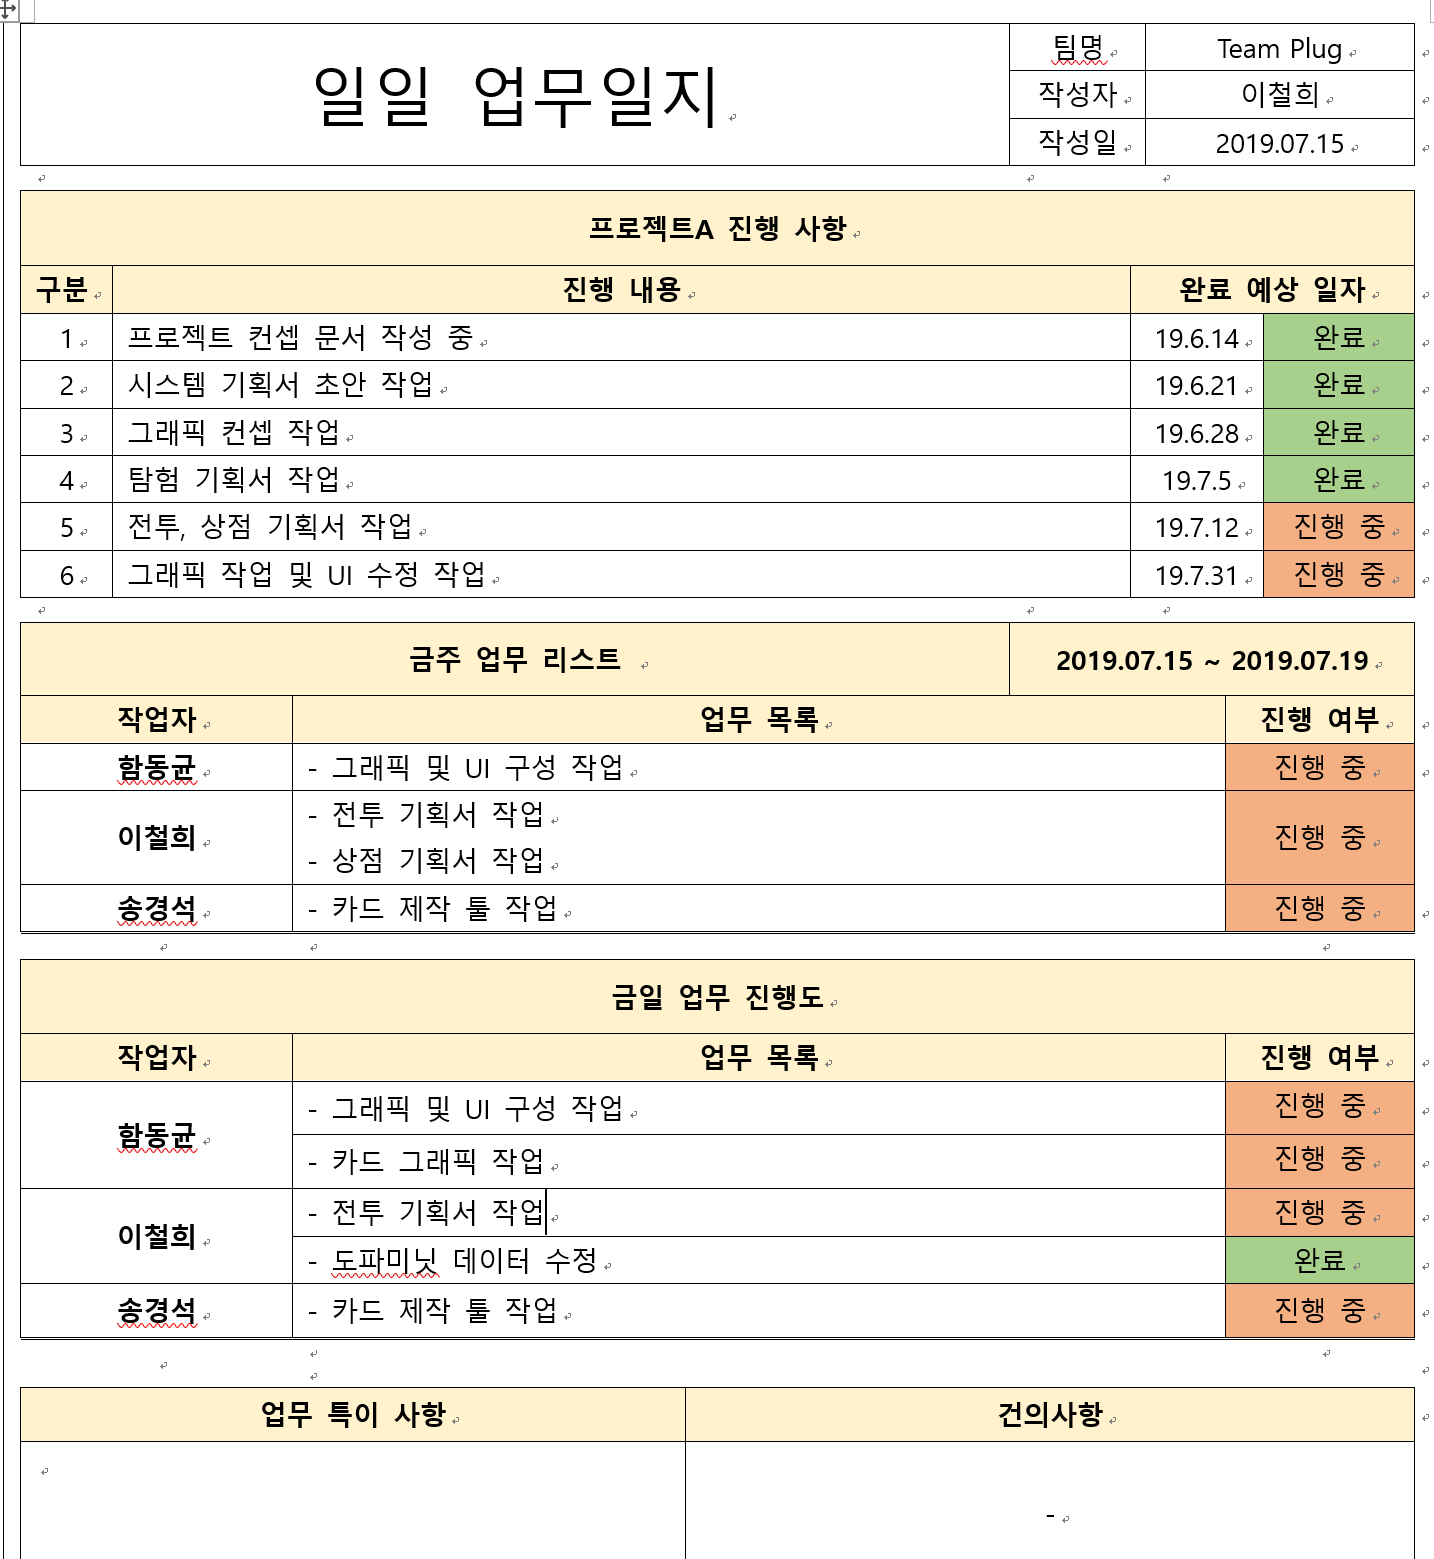 일일 업무일지
팀명 Team Plug
작성자 이철희
작성일 2019.07.15
프로젝트A 진행 사항
구분 진행 내용 완료 예상 일자
1 프로젝트 컨셉 문서 작성 중 19.6.14 완료
2 시스템 기획서 초안 작업 19.6.21 완료
3 그래픽 컨셉 작업 19.6.28 완료
4 탐험 기획서 작업 19.7.5 완료
5 전투, 상점 기획서 작업 19.7.12 진행 중
6 그래픽 작업 및 UI 수정 작업 19.7.31 진행 중
금주 업무 리스트 2019.07.15 ~ 2019.07.19
작업자 업무 목록 진행 여부
함동균 - 그래픽 및 UI 구성 작업 진행 중
이철희 - 전투 기획서 작업 진행 중
- 상점 기획서 작업
송경석 - 카드 제작 툴 작업 진행 중
금일 업무 진행도
작업자 업무 목록 진행 여부
함동균 - 그래픽 및 UI 구성 작업 진행 중
- 카드 그래픽 작업 진행 중
이철희 - 전투 기획서 작업 진행 중
- 도파미닛 데이터 수정 완료
송경석 - 카드 제작 툴 작업 진행 중
업무 특이 사항 건의사항
-